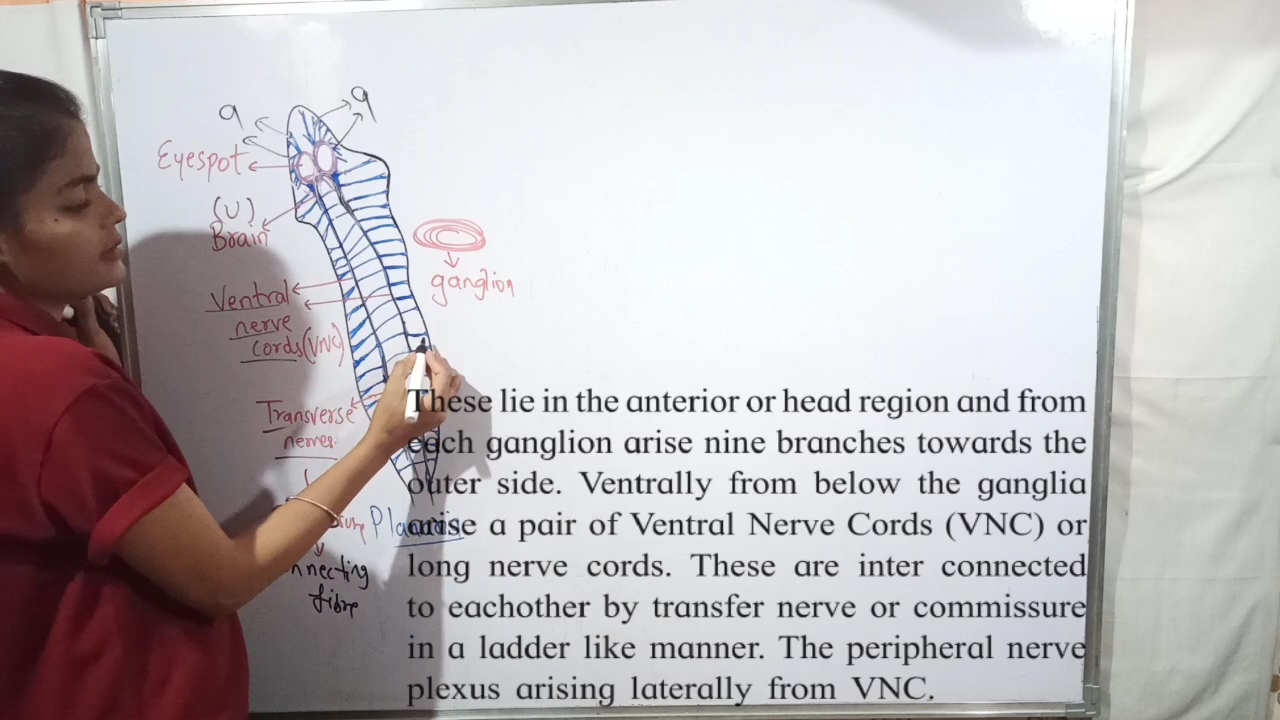 9
9
Eyespot
(U)
Brain
ganglion
Ventral
nerve
cords(VNC)
Transverse
nerves.
Planaria
fibre
These lie in the anterior or head region and from
each ganglion arise nine branches towards the
outer side. Ventrally from below the ganglia
arise a pair of Ventral Nerve Cords (VNC) or
long nerve cords. These are inter connected
to eachother by transfer nerve or commissure
in a ladder like manner. The peripheral nerve
plexus arising laterally from VNC.